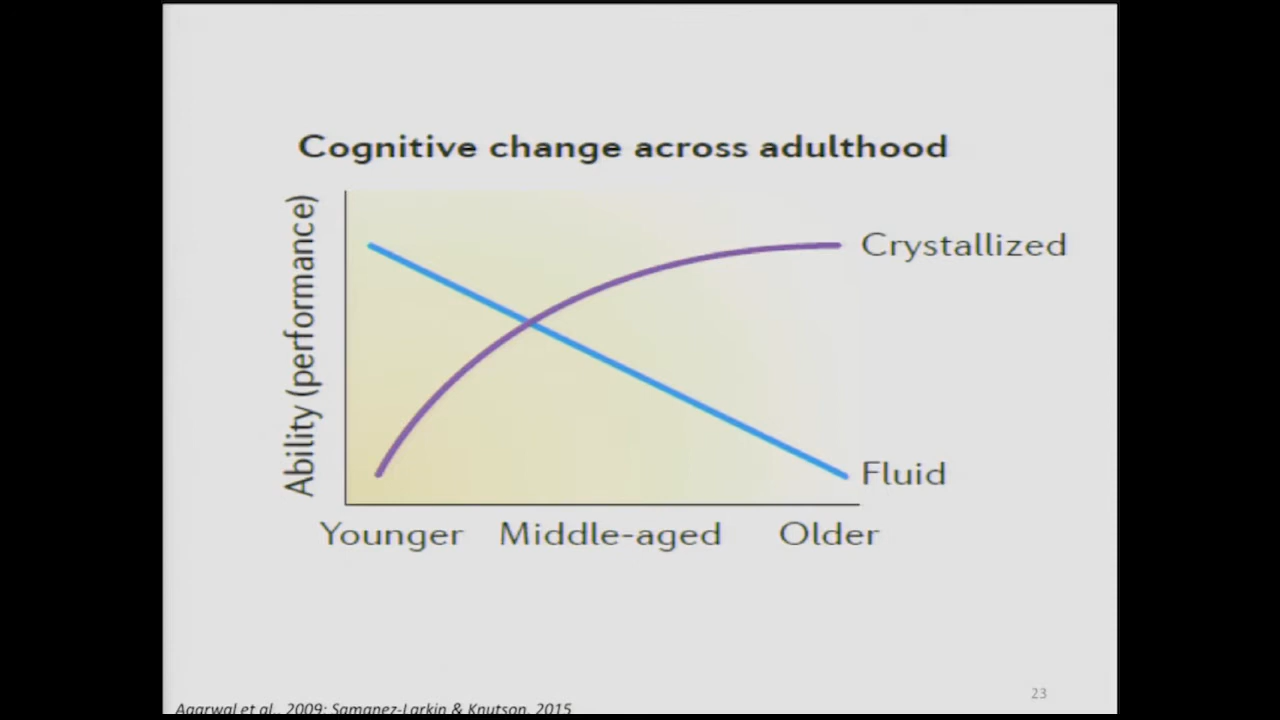 Cognitive change across adulthood
Ability (performance)
Crystallized
Fluid
Younger Middle-aged Older
23
Agarwal et al., 2009; Samanez-Larkin & Knutson, 2015